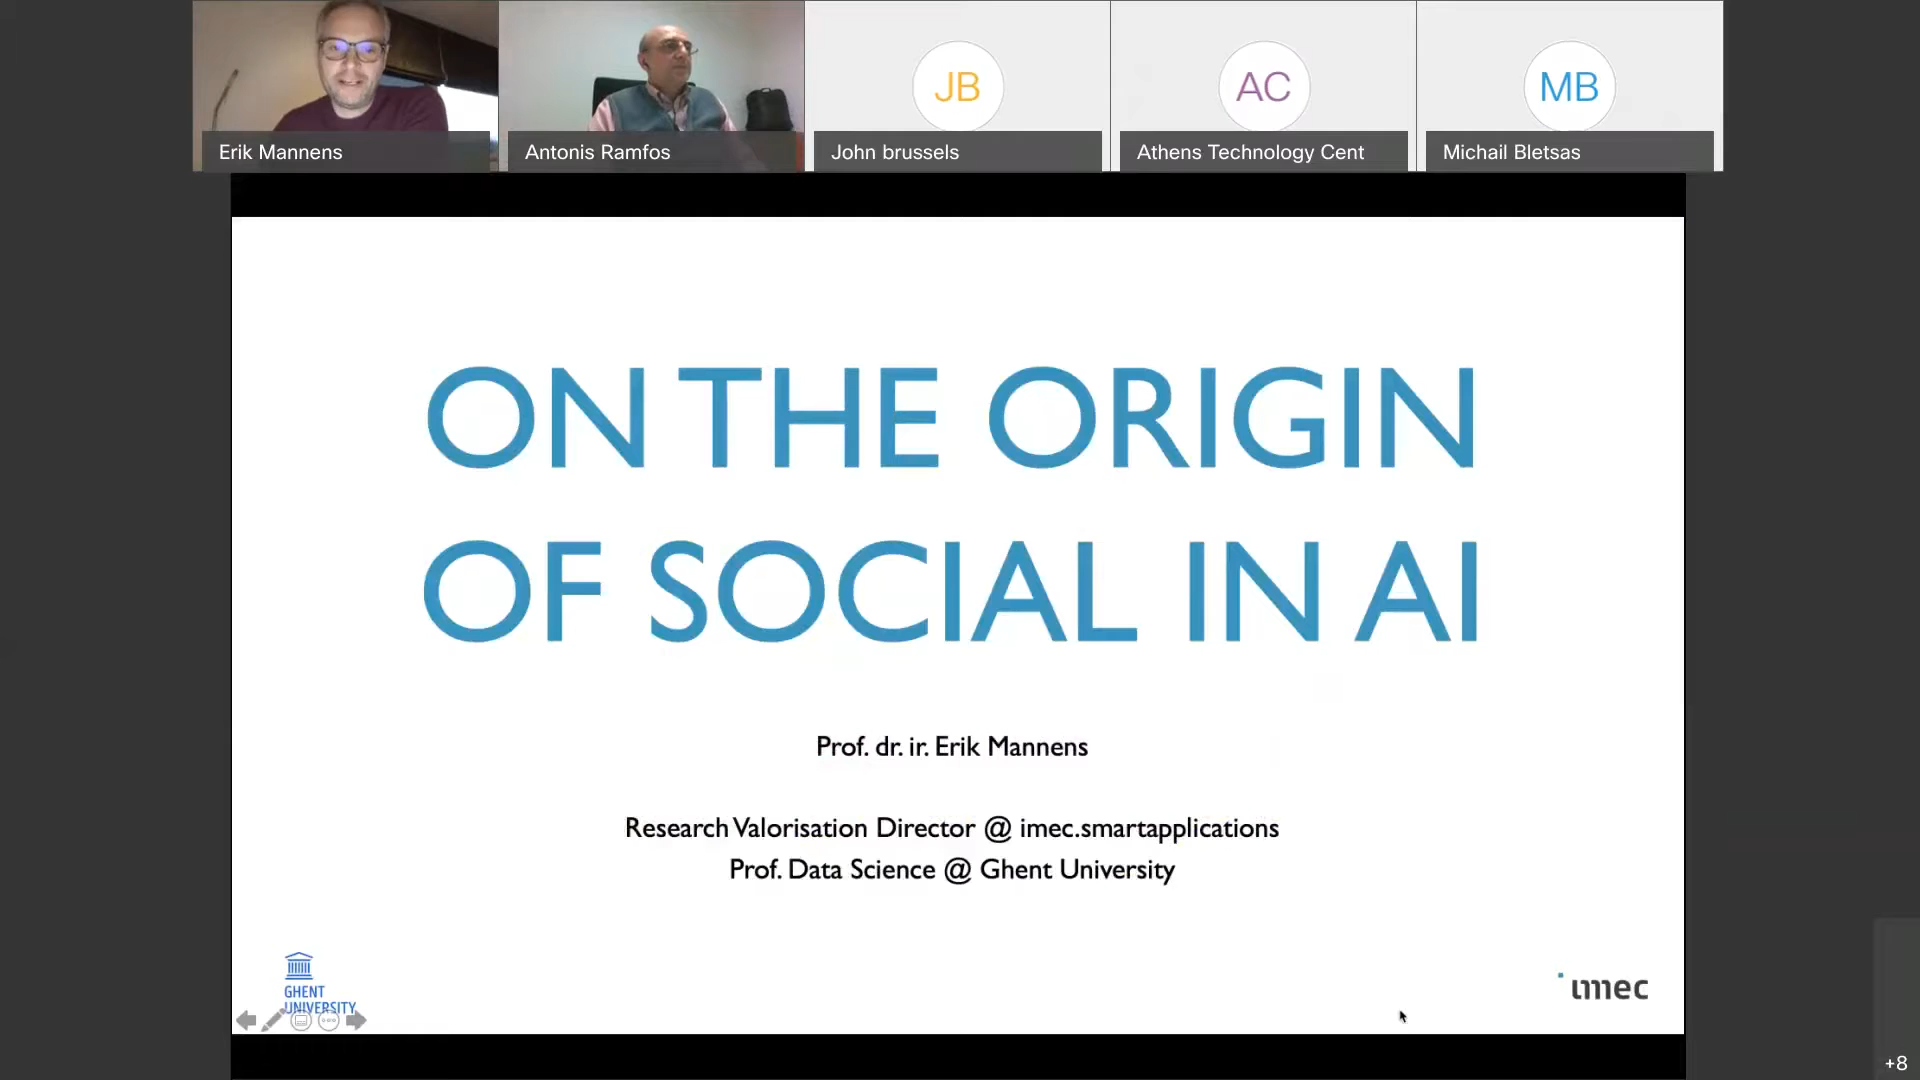 JB
AC
MB
Erik Mannens
Antonis Ramfos
John brussels
Athens Technology Cent
Michail Bletsas
ON THE ORIGIN
OF SOCIAL IN AI
Prof. dr. ir. Erik Mannens
Research Valorisation Director @ imec.smartapplications
Prof. Data Science @ Ghent University
GHENT
UNIVERSITY
imec
+8